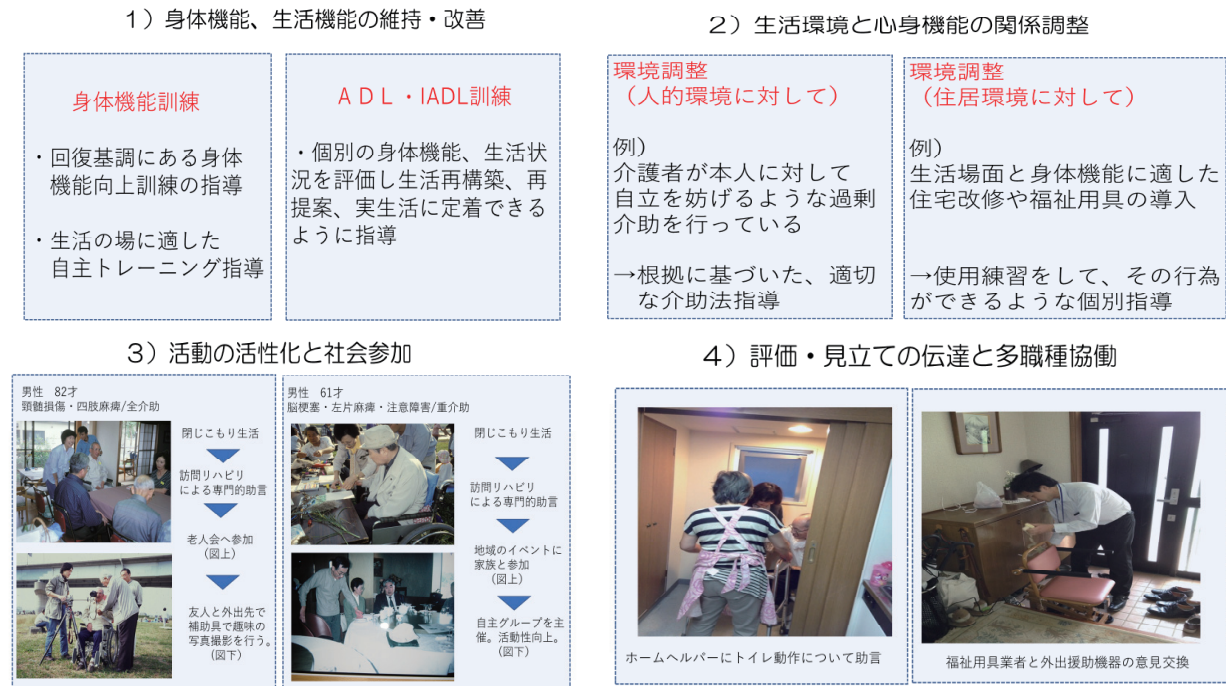 １）身体機能、生活機能の維持・改善
身体機能訓練
・回復基調にある身体
機能向上訓練の指導
・生活の場に適した
自主トレーニング指導
ＡＤＬ・IADL訓練
・個別の身体機能、生活状
況を評価し生活再構築、再
提案、実生活に定着できる
ように指導
２）生活環境と心身機能の関係調整
環境調整
（人的環境に対して）
例）
介護者が本人に対して
自立を妨げるような過剰
介助を行っている
→根拠に基づいた、適切
な介助法指導
環境調整
（住居環境に対して）
例）
生活場面と身体機能に適した
住宅改修や福祉用具の導入
→使用練習をして、その行為
ができるような個別指導
３）活動の活性化と社会参加
男性　82才
頸髄損傷・四肢麻痺/全介助
閉じこもり生活
訪問リハビリ
による専門的助言
老人会へ参加
（図上）
友人と外出先で
補助具で趣味の
写真撮影を行う。
（図下）
男性　61才
脳梗塞・左片麻痺・注意障害/重介助
閉じこもり生活
訪問リハビリ
による専門的助言
地域のイベントに
家族と参加
（図上）
自主グループを主
催。活動性向上。
（図下）
４）評価・見立ての伝達と多職種協働
ホームヘルパーにトイレ動作について助言
福祉用具業者と外出援助機器の意見交換